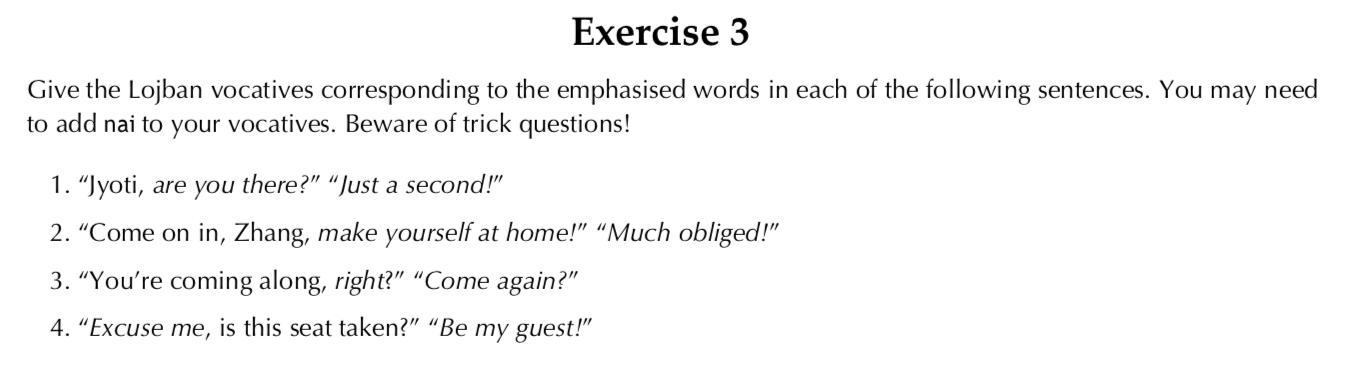 Exercise 3
Give the Lojban vocatives corresponding to the emphasised words in each of the following sentences. You may need
to add nai to your vocatives. Beware of trick questions!
1. “Jyoti, are you there?” “Just a second!”
2. “Come on in, Zhang, make yourself at home!” “Much obliged!”
3. “You’re coming along, right?” “Come again?”
4. “Excuse me, is this seat taken?” “Be my guest!”